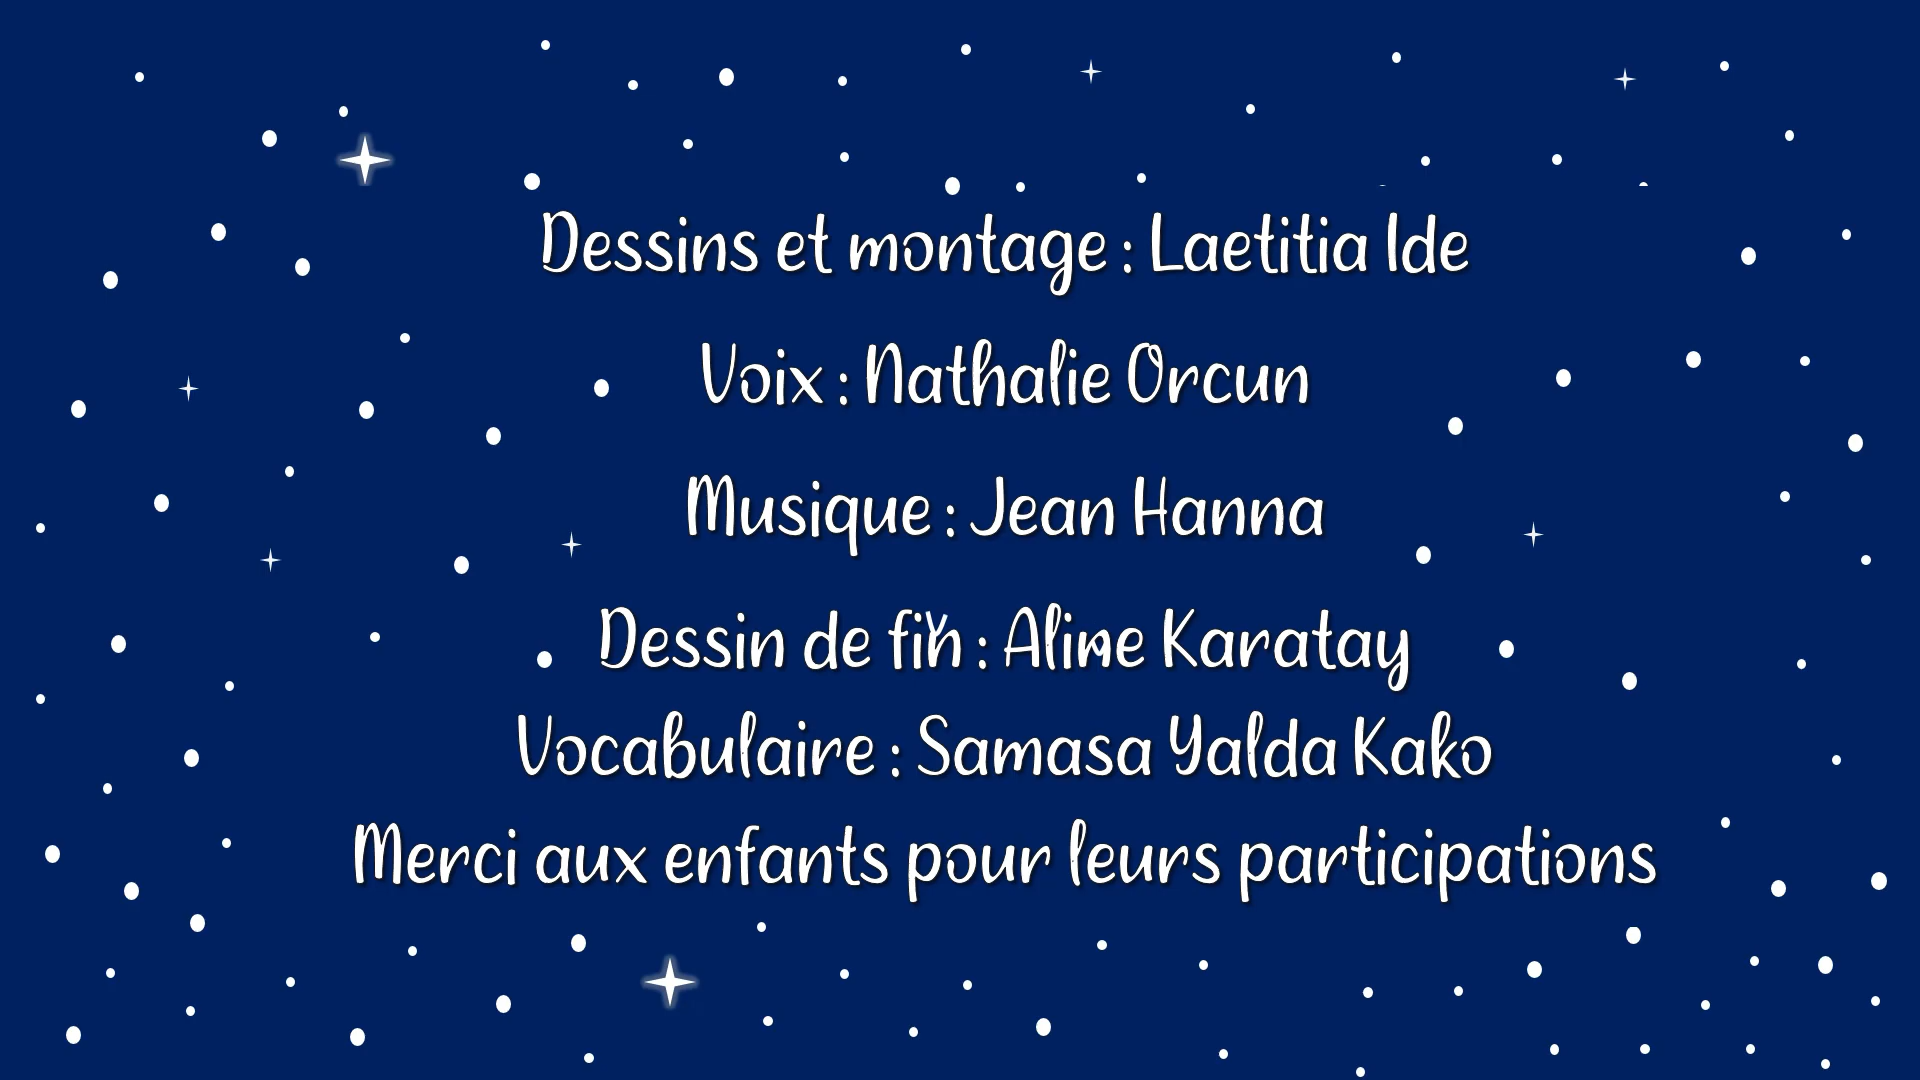 Dessins et montage : Laetitia Ide
Voix : Nathalie Orcun
Musique : Jean Hanna
Dessin de fin : Aline Karatay
Vocabulaire : Samasa Yalda Kako
Merci aux enfants pour leurs participations